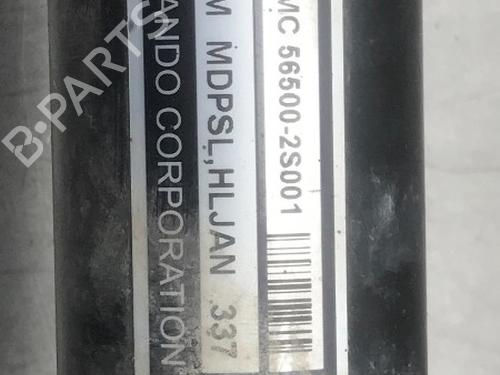 MC 56500-2S001
M MDPSL,HLJAN 337
ANDO CORPORATION
B-PARTS